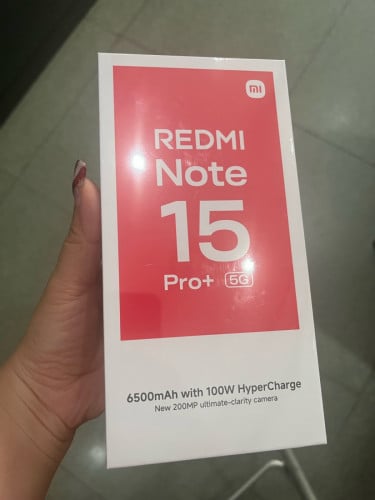 mi
REDMI
Note
15
Pro+ 5G
6500mAh with 100W HyperCharge
New 200MP ultimate-clarity camera